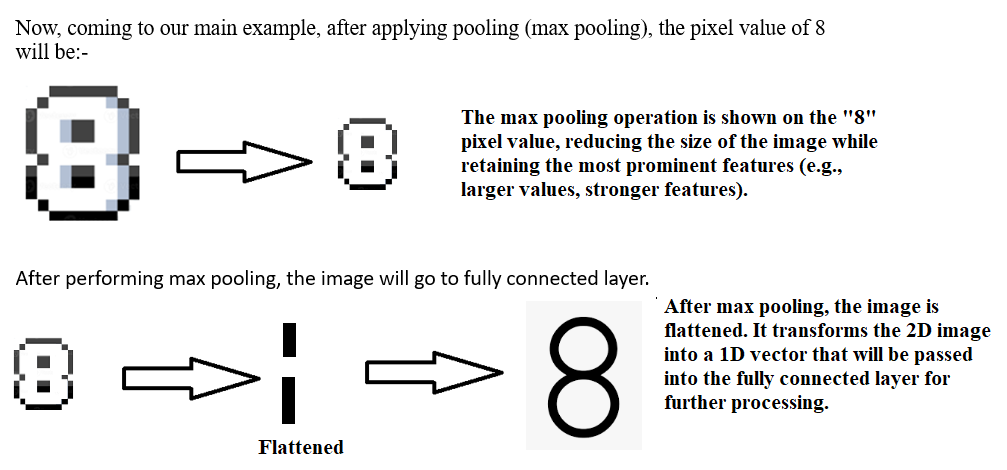 Now, coming to our main example, after applying pooling (max pooling), the pixel value of 8
will be:-
The max pooling operation is shown on the "8"
pixel value, reducing the size of the image while
retaining the most prominent features (e.g.,
larger values, stronger features).
After performing max pooling, the image will go to fully connected layer.
After max pooling, the image is
flattened. It transforms the 2D image
into a 1D vector that will be passed
into the fully connected layer for
further processing.
8
Flattened